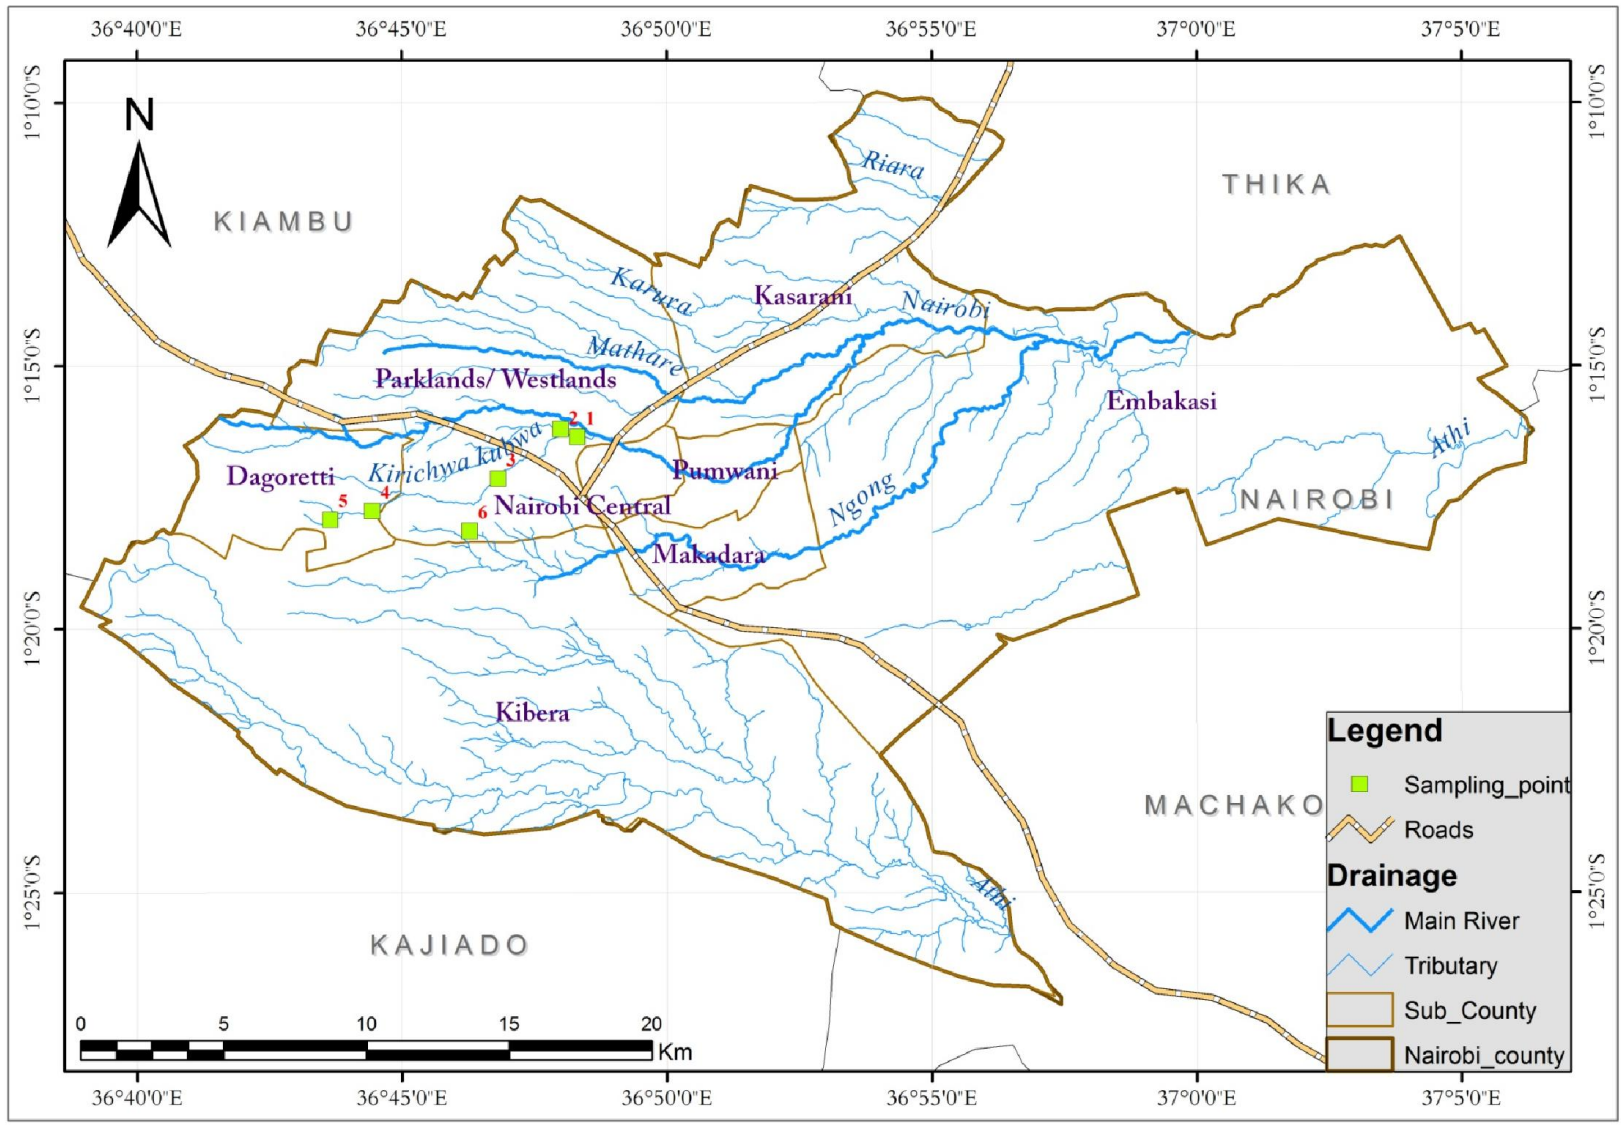 36°40'0"E 36°45'0"E 36°50'0"E 36°55'0"E 37°0'0"E 37°5'0"E
1°10'0"S 1°10'0"S
N
Riara
THIKA
KIAMBU
Karura
Kasarani
Nairobi
1°15'0"S 1°15'0"S
Mathare
Parklands/ Westlands
Embakasi
2 1
Kirichwa kubwa
Athi
Dagoretti
3
Pumwani
5 4
Nairobi Central
Ngong
NAIROBI
6
Makadara
1°20'0"S 1°20'0"S
Kibera
MACHAKO
Athi
1°25'0"S 1°25'0"S
KAJIADO
Legend
Sampling_point
Roads
Drainage
Main River
Tributary
Sub_County
Nairobi_county
0 5 10 15 20
Km
36°40'0"E 36°45'0"E 36°50'0"E 36°55'0"E 37°0'0"E 37°5'0"E